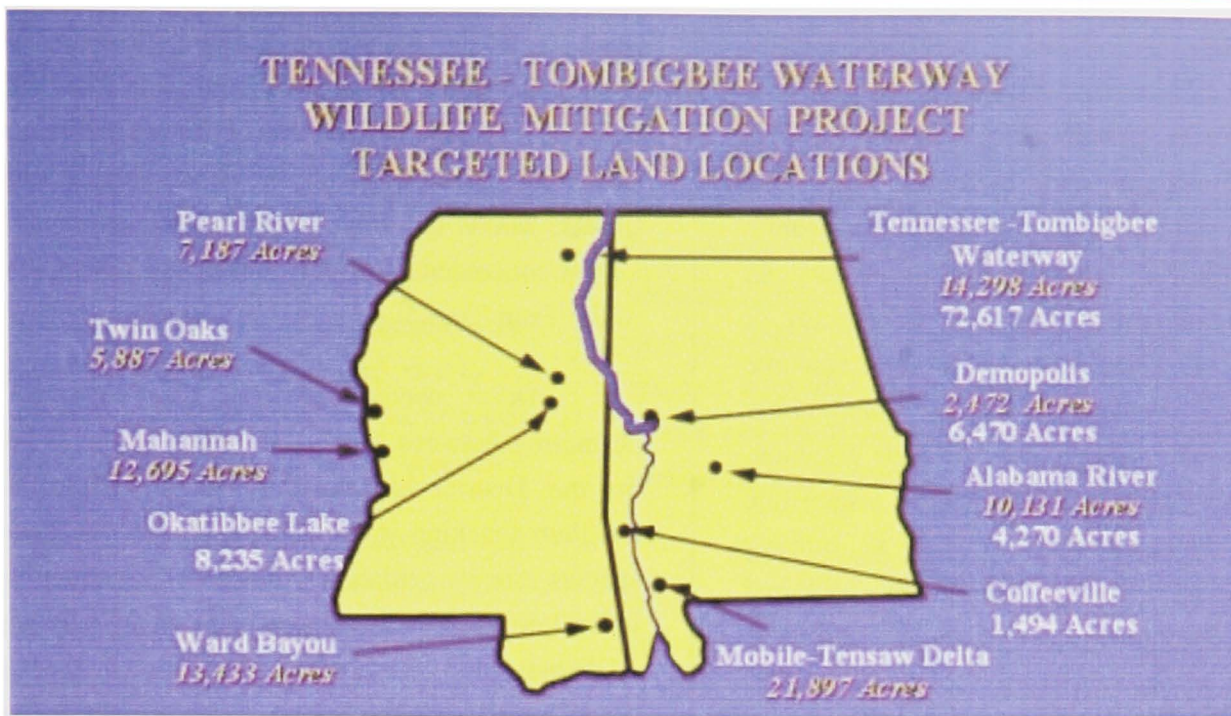 TENNESSEE - TOMBIGBEE WATERWAY
WILDLIFE MITIGATION PROJECT
TARGETED LAND LOCATIONS
Pearl River
7,187 Acres
Twin Oaks
5,887 Acres
Mahannah
12,695 Acres
Okatibbee Lake
8,235 Acres
Ward Bayou
13,433 Acres
Tennessee -Tombigbee
Waterway
14,298 Acres
72,617 Acres
Demopolis
2,472 Acres
6,470 Acres
Alabama River
10,131 Acres
4,270 Acres
Coffeeville
1,494 Acres
Mobile-Tensaw Delta
21,897 Acres